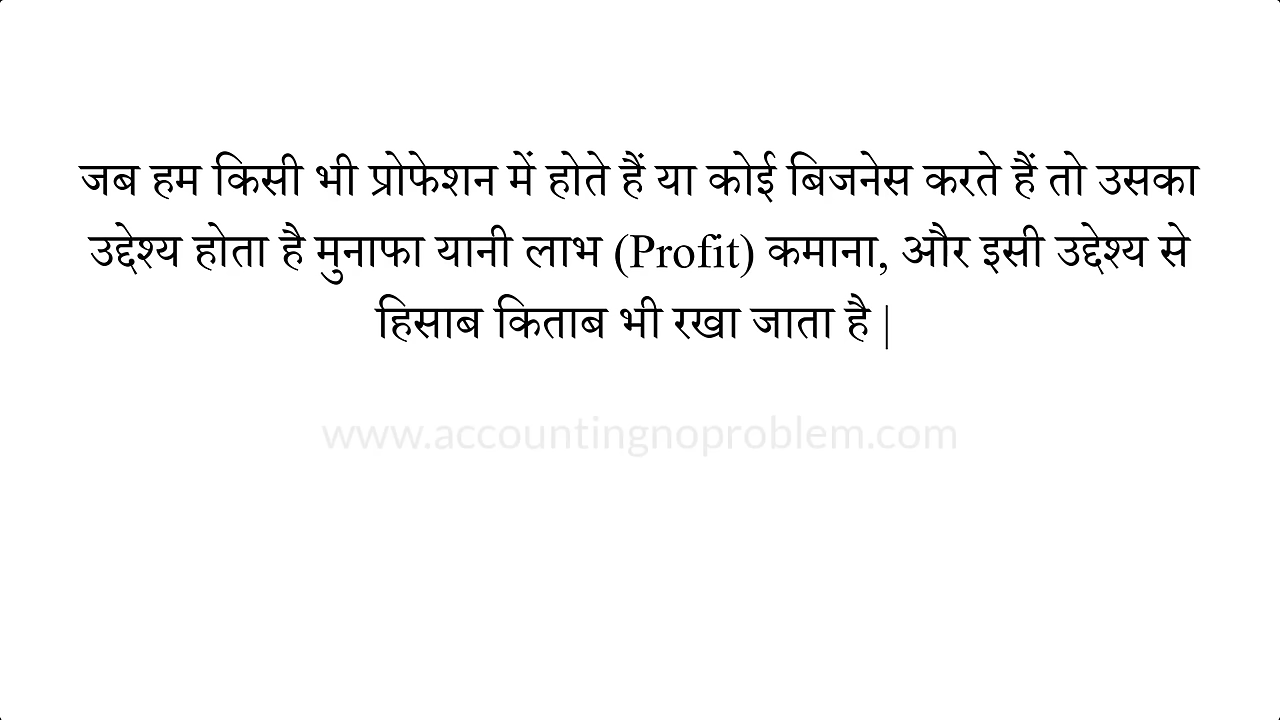 जब हम किसी भी प्रोफेशन में होते हैं या कोई बिजनेस करते हैं तो उसका
उद्देश्य होता है मुनाफा यानी लाभ (Profit) कमाना, और इसी उद्देश्य से
हिसाब किताब भी रखा जाता है |
www.accountingnoproblem.com